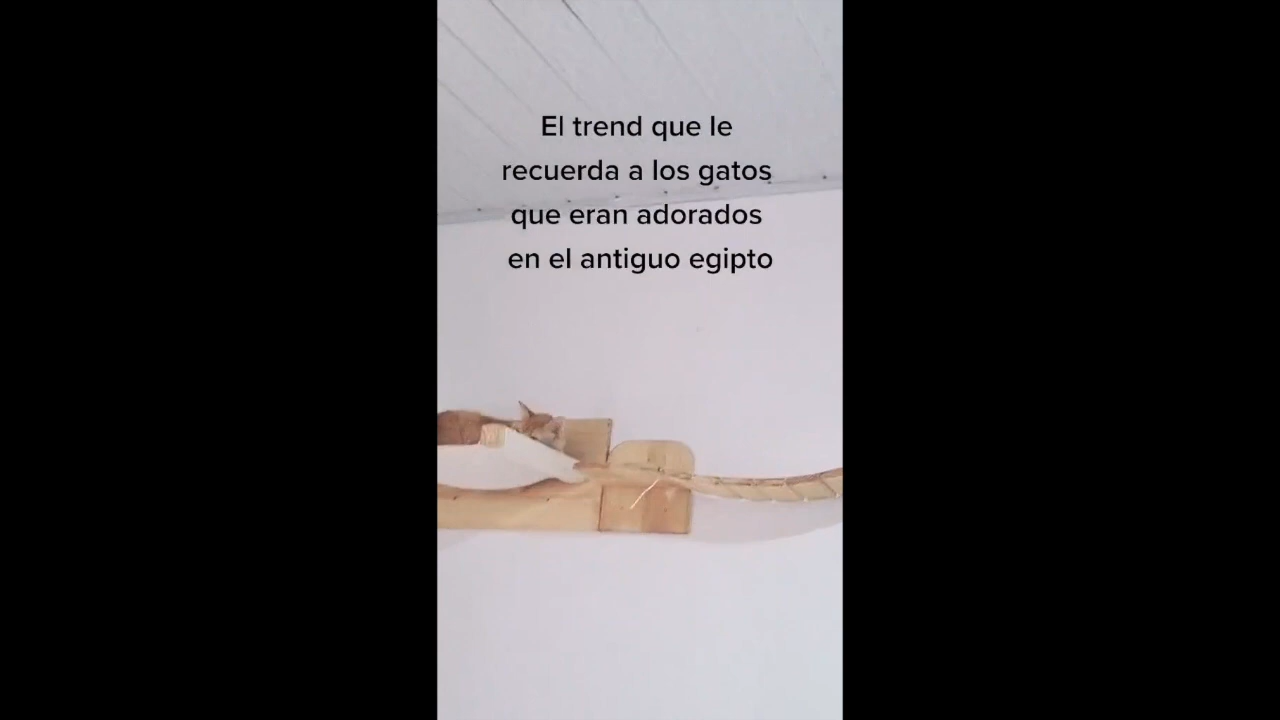 El trend que le
recuerda a los gatos
que eran adorados
en el antiguo egipto